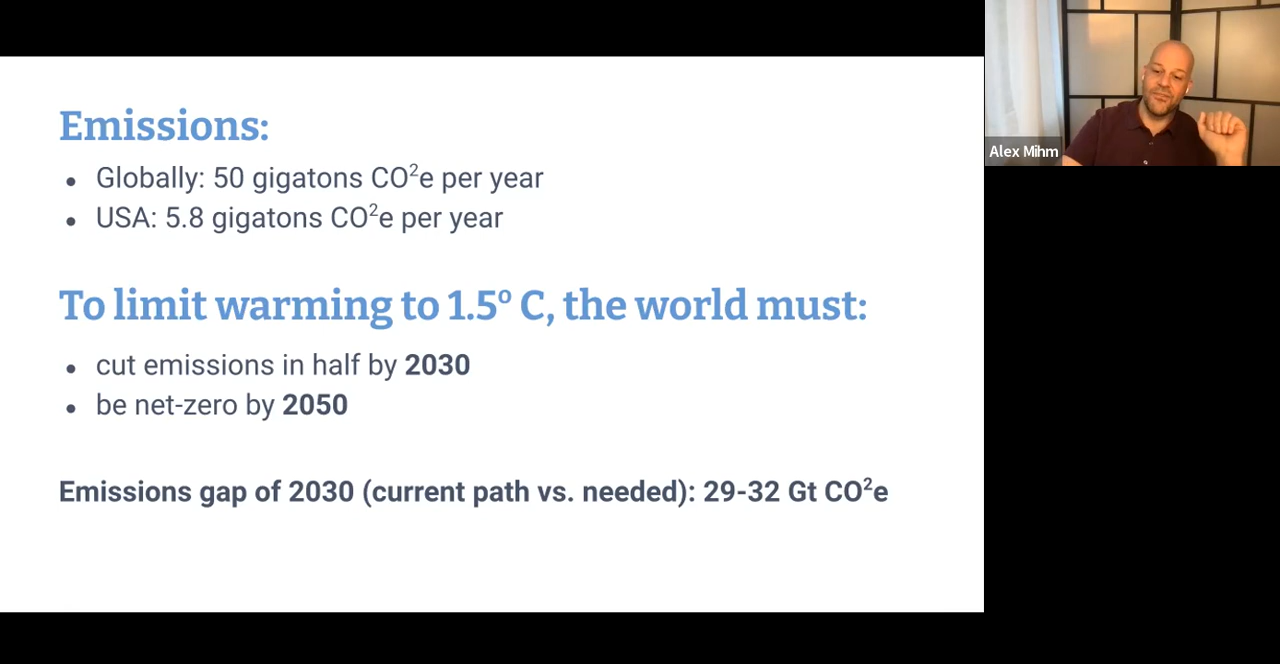 Emissions:
• Globally: 50 gigatons CO²e per year
• USA: 5.8 gigatons CO²e per year
To limit warming to 1.5º C, the world must:
• cut emissions in half by 2030
• be net-zero by 2050
Emissions gap of 2030 (current path vs. needed): 29-32 Gt CO²e
Alex Mihm